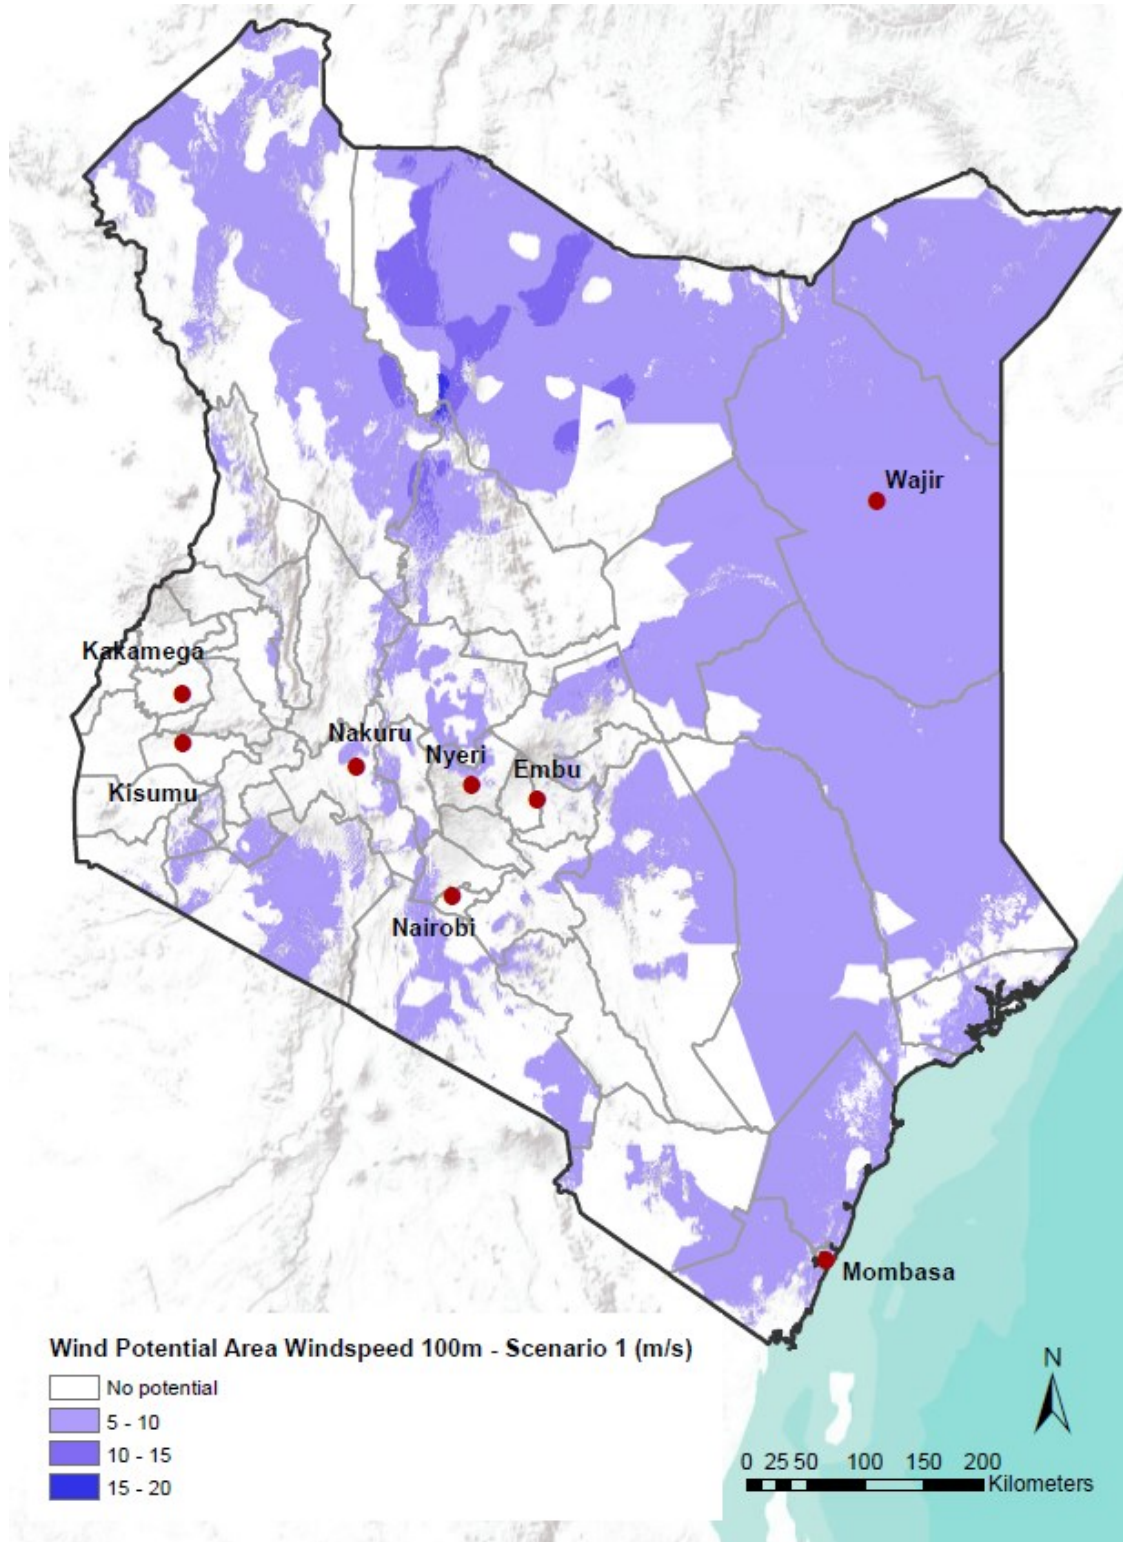 Wajir
Kakamega
Nakuru
Nyeri
Embu
Kisumu
Nairobi
Mombasa
Wind Potential Area Windspeed 100m - Scenario 1 (m/s)
No potential
5 - 10
10 - 15
15 - 20
N
0 25 50 100 150 200
Kilometers